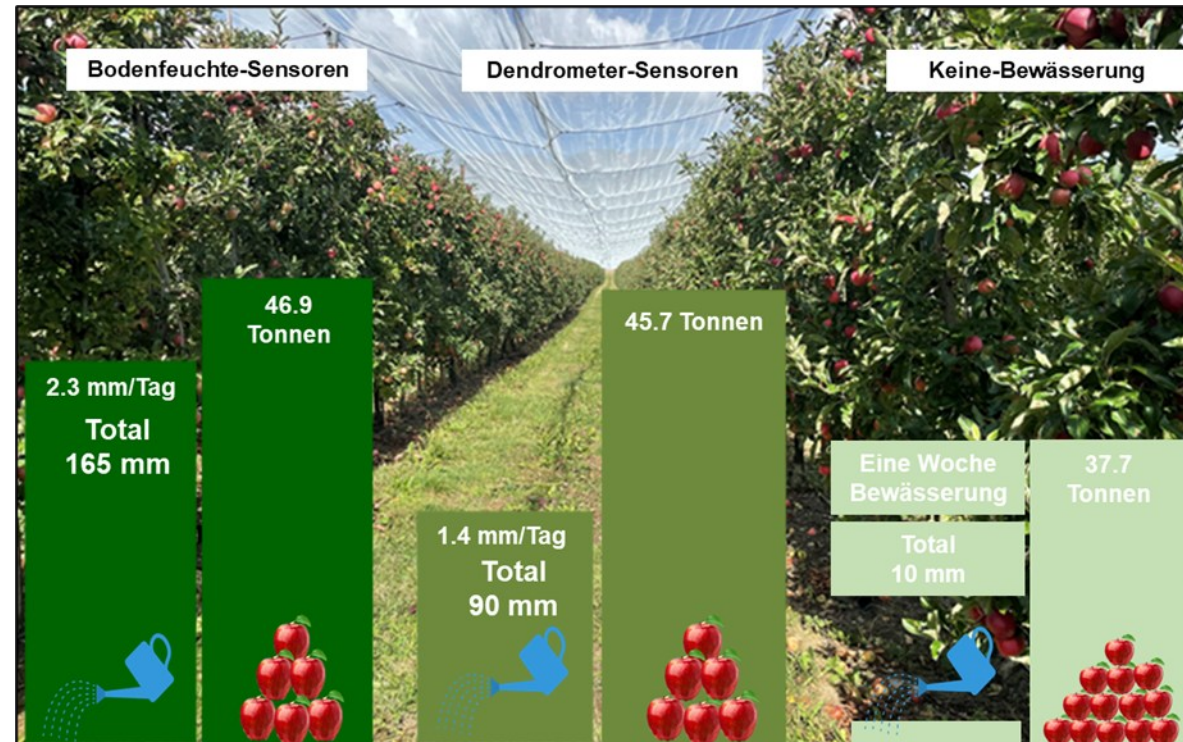 Bodenfeuchte-Sensoren
Dendrometer-Sensoren
Keine-Bewässerung
2.3 mm/Tag
Total
165 mm
46.9
Tonnen
1.4 mm/Tag
Total
90 mm
45.7 Tonnen
Eine Woche
Bewässerung
Total
10 mm
37.7
Tonnen